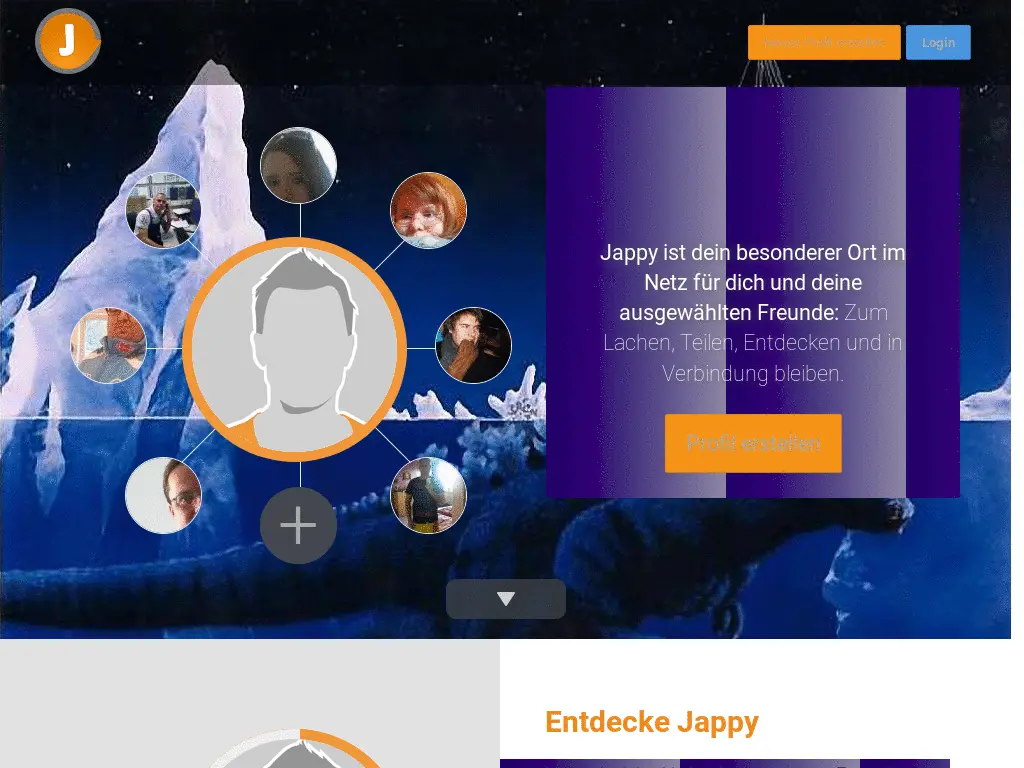 J
Login
Jappy ist dein besonderer Ort im
Netz für dich und deine
ausgewählten Freunde: Zum
Lachen, Teilen, Entdecken und in
Verbindung bleiben.
Profil erstellen
Entdecke Jappy